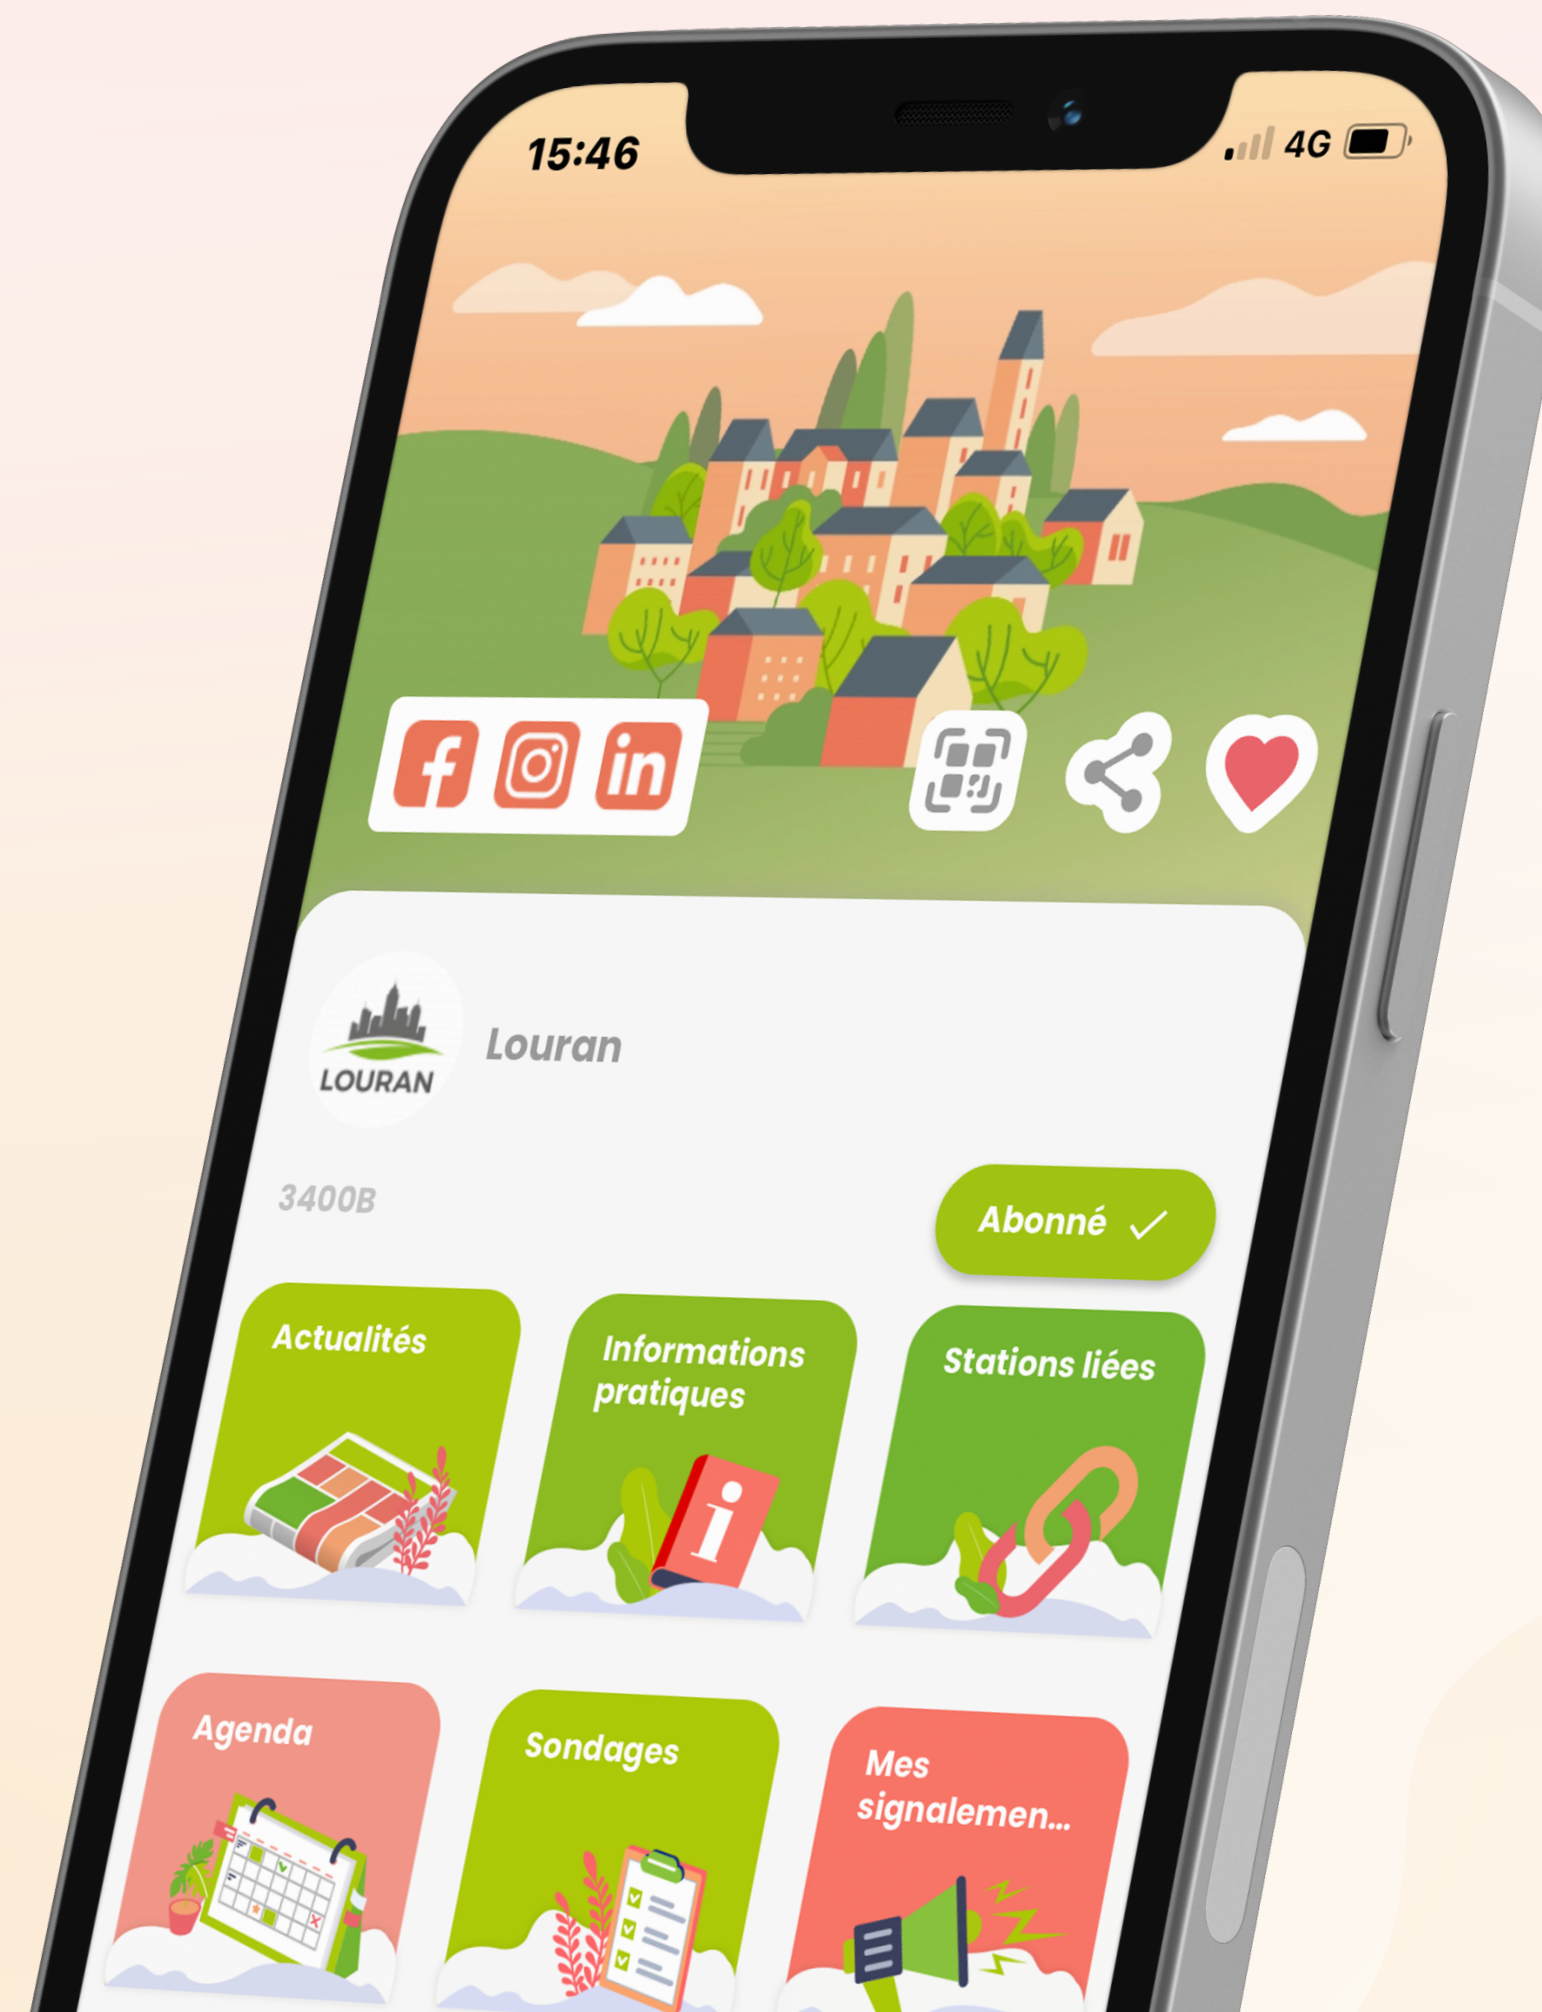 15:46
4G
Louran
LOURAN
3400B
Abonné
Actualités
Informations
pratiques
Stations liées
Agenda
Sondages
Mes
signalemen...